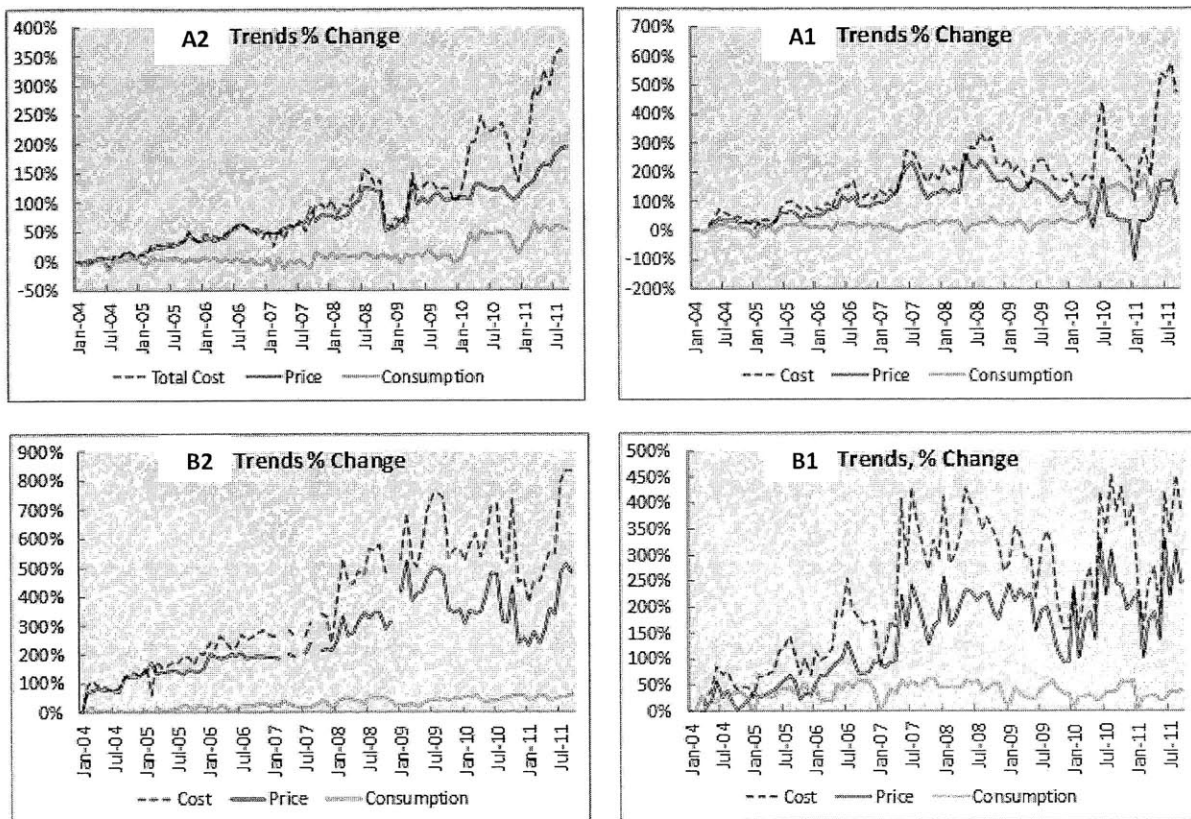 A2 Trends % Change
400%
350%
300%
250%
200%
150%
100%
50%
0%
-50%
Jan-04
Jul-04
Jan-05
Jul-05
Jan-06
Jul-06
Jan-07
Jul-07
Jan-08
Jul-08
Jan-09
Jul-09
Jan-10
Jul-10
Jan-11
Jul-11
Total Cost Price Consumption
A1 Trends % Change
700%
600%
500%
400%
300%
200%
100%
0%
-100%
-200%
Jan-04
Jul-04
Jan-05
Jul-05
Jan-06
Jul-06
Jan-07
Jul-07
Jan-08
Jul-08
Jan-09
Jul-09
Jan-10
Jul-10
Jan-11
Jul-11
Cost Price Consumption
B2 Trends % Change
900%
800%
700%
600%
500%
400%
300%
200%
100%
0%
Jan-04
Jul-04
Jan-05
Jul-05
Jan-06
Jul-06
Jan-07
Jul-07
Jan-08
Jul-08
Jan-09
Jul-09
Jan-10
Jul-10
Jan-11
Jul-11
Cost Price Consumption
B1 Trends, % Change
500%
450%
400%
350%
300%
250%
200%
150%
100%
50%
0%
Jan-04
Jul-04
Jan-05
Jul-05
Jan-06
Jul-06
Jan-07
Jul-07
Jan-08
Jul-08
Jan-09
Jul-09
Jan-10
Jul-10
Jan-11
Jul-11
Cost Price Consumption